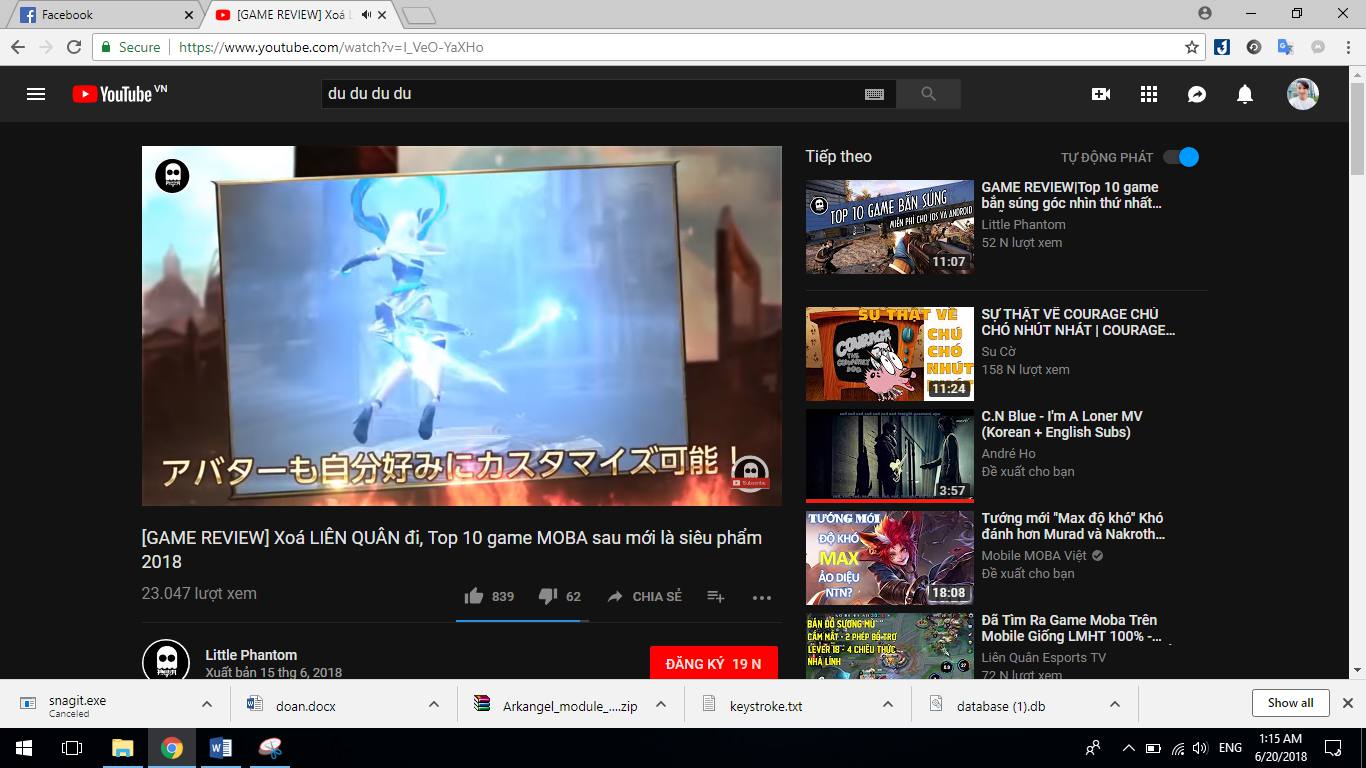 Facebook
[GAME REVIEW] Xoá L
Secure
https://www.youtube.com/watch?v=I_VeO-YaXHo
YouTube VN
du du du du
アバターも自分好みにカスタマイズ可能！
Subscribe
[GAME REVIEW] Xoá LIÊN QUÂN đi, Top 10 game MOBA sau mới là siêu phẩm
2018
23.047 lượt xem
839
62
CHIA SẺ
Little Phantom
Xuất bản 15 thg 6, 2018
ĐĂNG KÝ 19 N
Tiếp theo
TỰ ĐỘNG PHÁT
TOP 10 GAME BẮN SÚNG
MIỄN PHÍ CHO IOS VÀ ANDROID
11:07
GAME REVIEW|Top 10 game
bắn súng góc nhìn thứ nhất...
Little Phantom
52 N lượt xem
SỰ THẬT VỀ
CHÚ
CHÓ
NHÚT
COURAGE
THE
COWARDLY
DOG
11:24
SỰ THẬT VỀ COURAGE CHÚ
CHÓ NHÚT NHÁT | COURAGE...
Su Cờ
158 N lượt xem
3:57
C.N Blue - I'm A Loner MV
(Korean + English Subs)
André Ho
Đề xuất cho bạn
TƯỚNG MỚI
ĐỘ KHÓ
MAX
ẢO DIỆU
NTN?
18:08
Tướng mới "Max độ khó" Khó
đánh hơn Murad và Nakroth...
Mobile MOBA Việt
Đề xuất cho bạn
BẢN ĐỒ SƯƠNG MÙ
CẮM MẮT - 2 PHÉP BỔ TRỢ
LEVER 18 - 4 CHIÊU THỨC
NHÀ LÍNH
Đã Tìm Ra Game Moba Trên
Mobile Giống LMHT 100% -...
Liên Quân Esports TV
72 N lượt xem
snagit.exe
Canceled
doan.docx
Arkangel_module_....zip
keystroke.txt
database (1).db
Show all
ENG
1:15 AM
6/20/2018